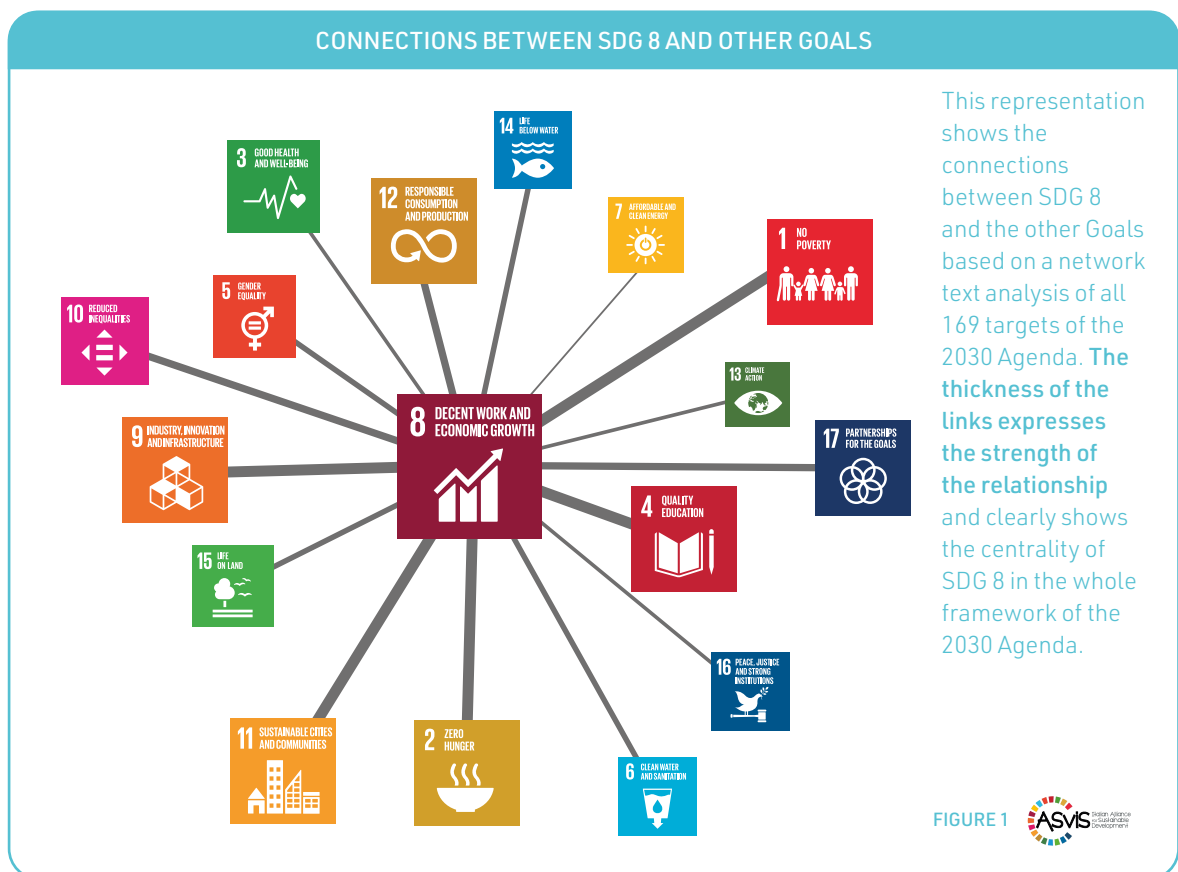 CONNECTIONS BETWEEN SDG 8 AND OTHER GOALS
14 LIFE
BELOW WATER
3 GOOD HEALTH
AND WELL-BEING
12 RESPONSIBLE
CONSUMPTION
AND PRODUCTION
7 AFFORDABLE AND
CLEAN ENERGY
1 NO
POVERTY
5 GENDER
EQUALITY
10 REDUCED
INEQUALITIES
13 CLIMATE
ACTION
8 DECENT WORK AND
ECONOMIC GROWTH
9 INDUSTRY, INNOVATION
AND INFRASTRUCTURE
17 PARTNERSHIPS
FOR THE GOALS
4 QUALITY
EDUCATION
15 LIFE
ON LAND
16 PEACE, JUSTICE
AND STRONG
INSTITUTIONS
11 SUSTAINABLE CITIES
AND COMMUNITIES
2 ZERO
HUNGER
6 CLEAN WATER
AND SANITATION
This representation
shows the
connections
between SDG 8
and the other Goals
based on a network
text analysis of all
169 targets of the
2030 Agenda. The
thickness of the
links expresses
the strength of
the relationship
and clearly shows
the centrality of
SDG 8 in the whole
framework of the
2030 Agenda.
FIGURE 1
ASviS
Italian Alliance
for Sustainable
Development